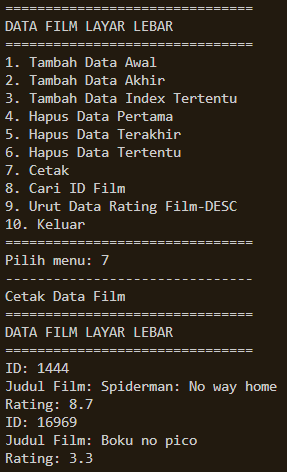 ===============================
DATA FILM LAYAR LEBAR
===============================
1. Tambah Data Awal
2. Tambah Data Akhir
3. Tambah Data Index Tertentu
4. Hapus Data Pertama
5. Hapus Data Terakhir
6. Hapus Data Tertentu
7. Cetak
8. Cari ID Film
9. Urut Data Rating Film-DESC
10. Keluar
===============================
Pilih menu: 7
-------------------------------
Cetak Data Film
===============================
DATA FILM LAYAR LEBAR
===============================
ID: 1444
Judul Film: Spiderman: No way home
Rating: 8.7
ID: 16969
Judul Film: Boku no pico
Rating: 3.3